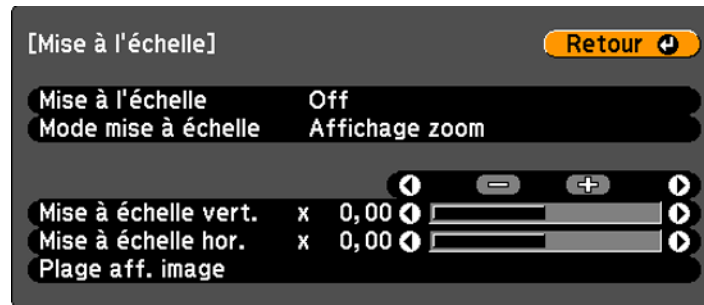 [Mise à l'échelle] Retour
Mise à l'échelle Off
Mode mise à échelle Affichage zoom
Mise à échelle vert. x 0,00
Mise à échelle hor. x 0,00
Plage aff. image